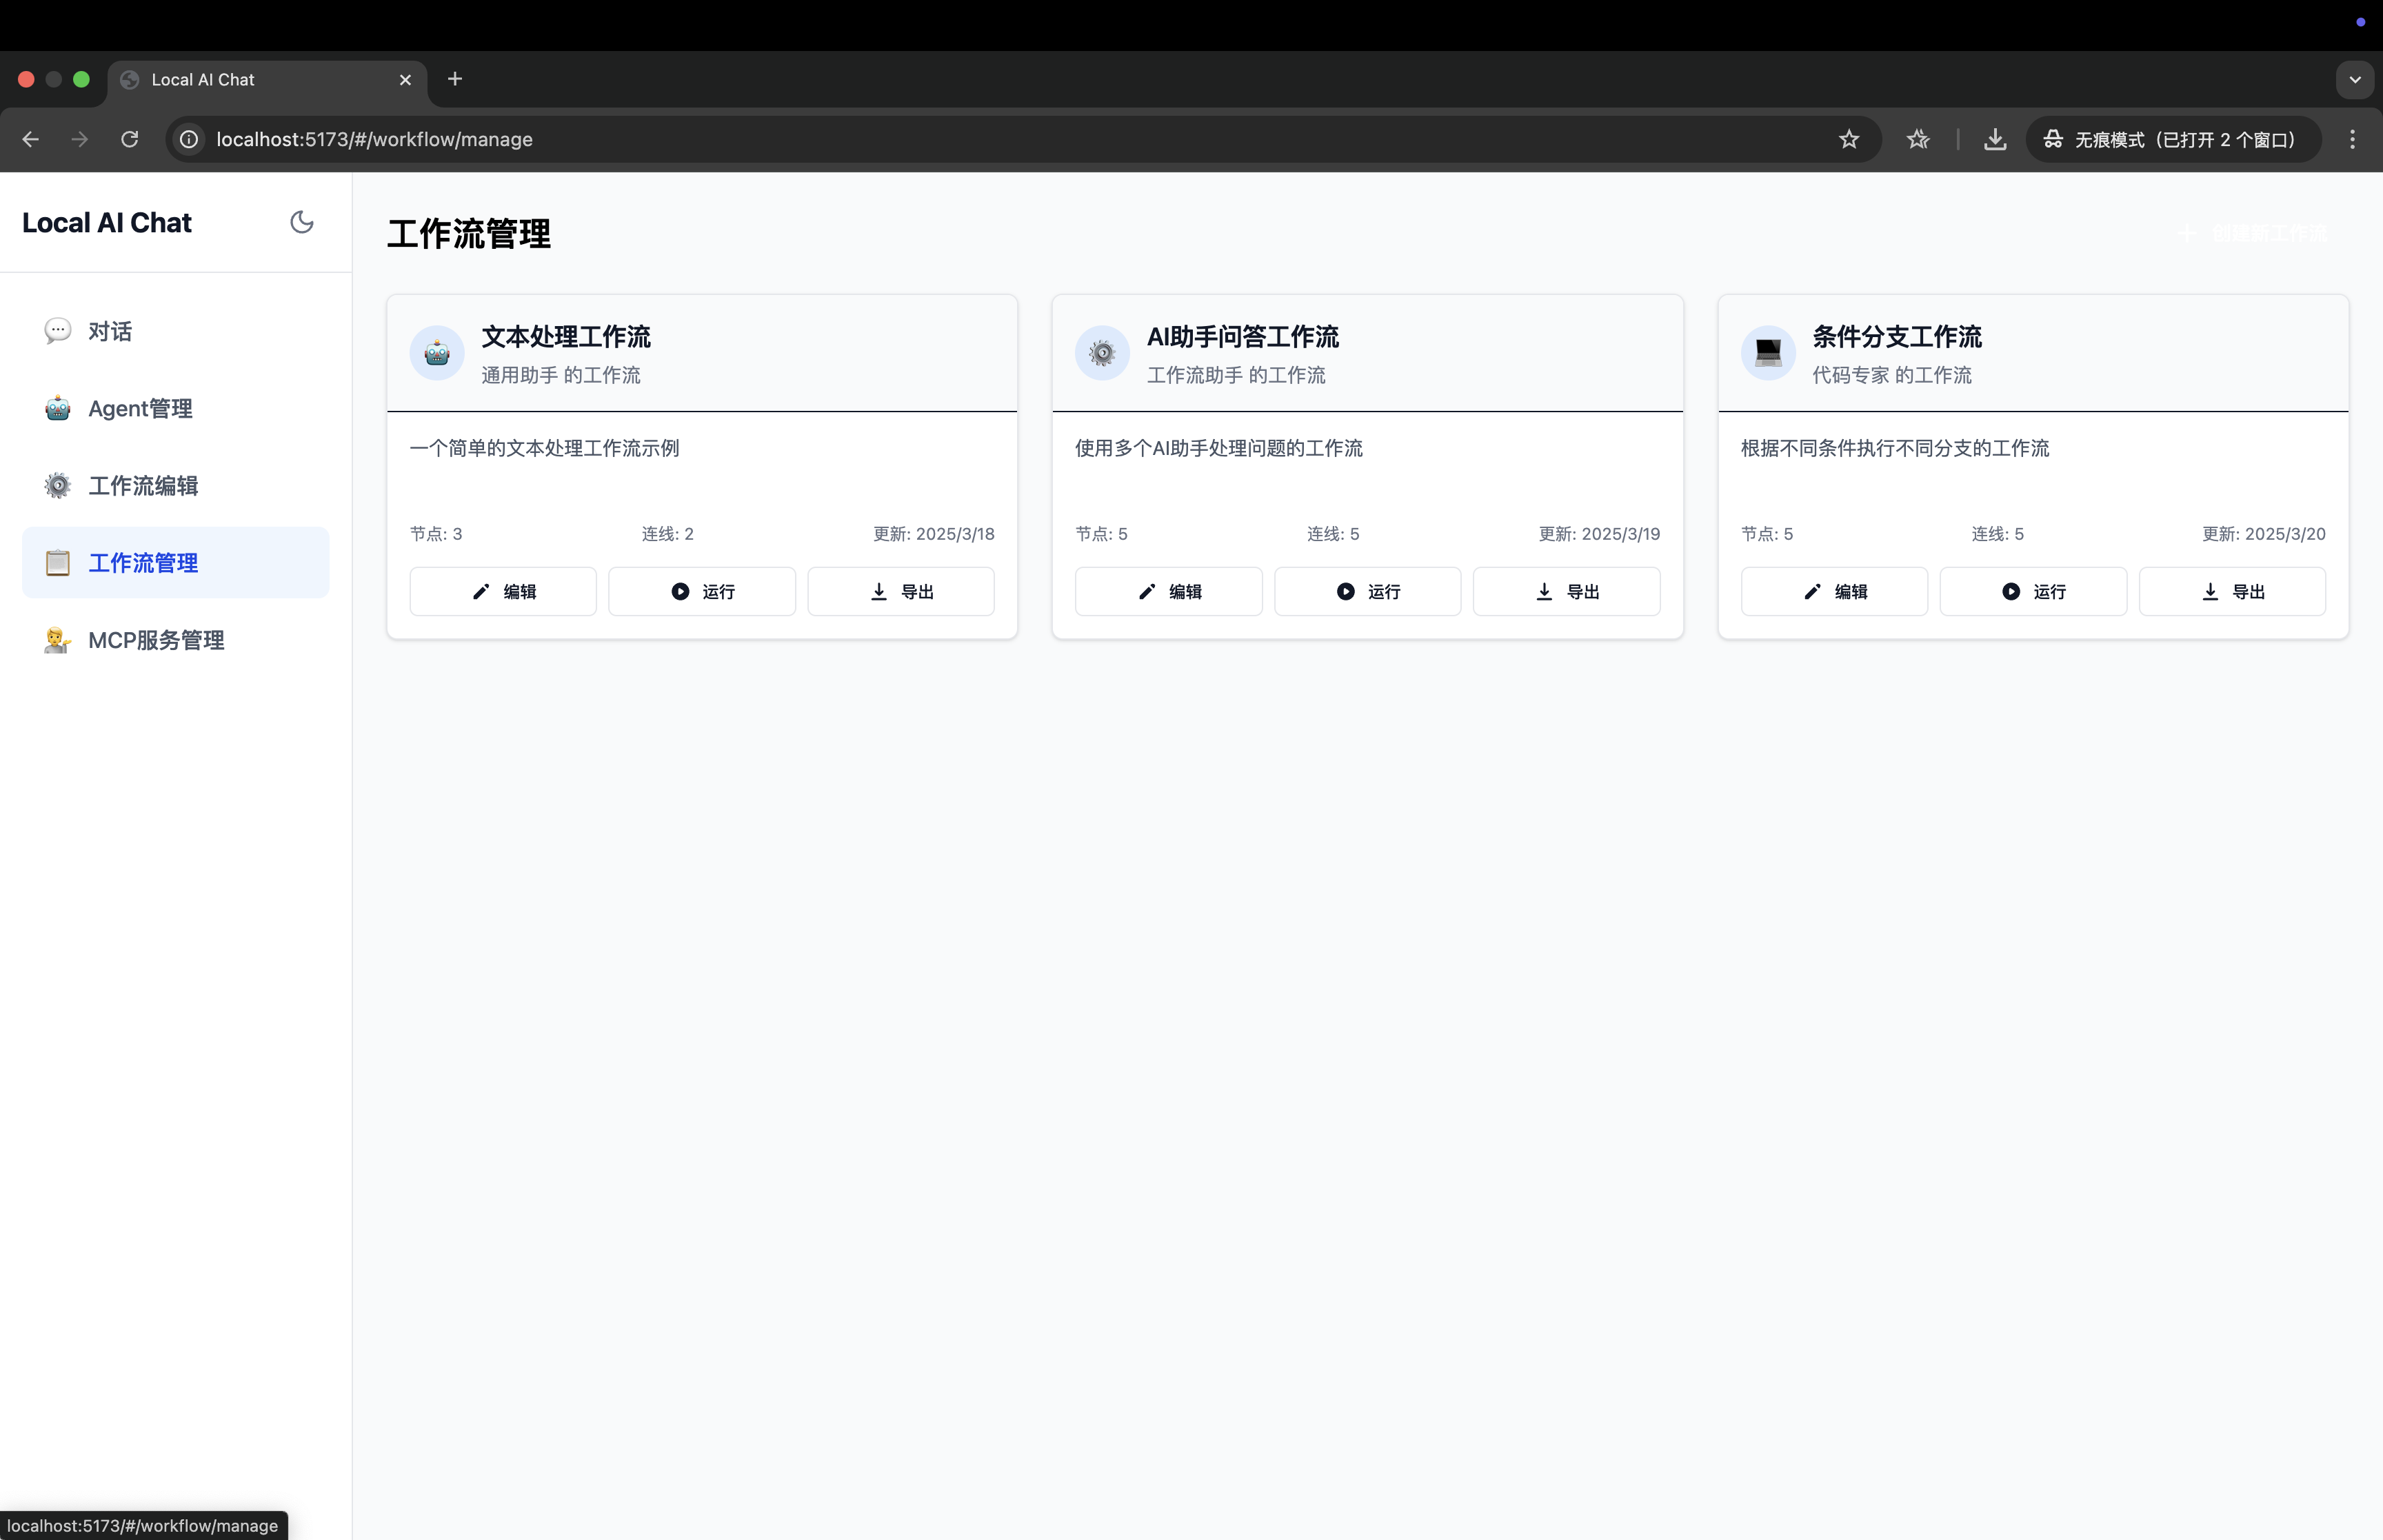 Local AI Chat
localhost:5173/#/workflow/manage
无痕模式（已打开 2 个窗口）
Local AI Chat
对话
Agent管理
工作流编辑
工作流管理
MCP服务管理
工作流管理
文本处理工作流
通用助手 的工作流
一个简单的文本处理工作流示例
节点: 3 连线: 2 更新: 2025/3/18
编辑 运行 导出
AI助手问答工作流
工作流助手 的工作流
使用多个AI助手处理问题的工作流
节点: 5 连线: 5 更新: 2025/3/19
编辑 运行 导出
条件分支工作流
代码专家 的工作流
根据不同条件执行不同分支的工作流
节点: 5 连线: 5 更新: 2025/3/20
编辑 运行 导出
localhost:5173/#/workflow/manage